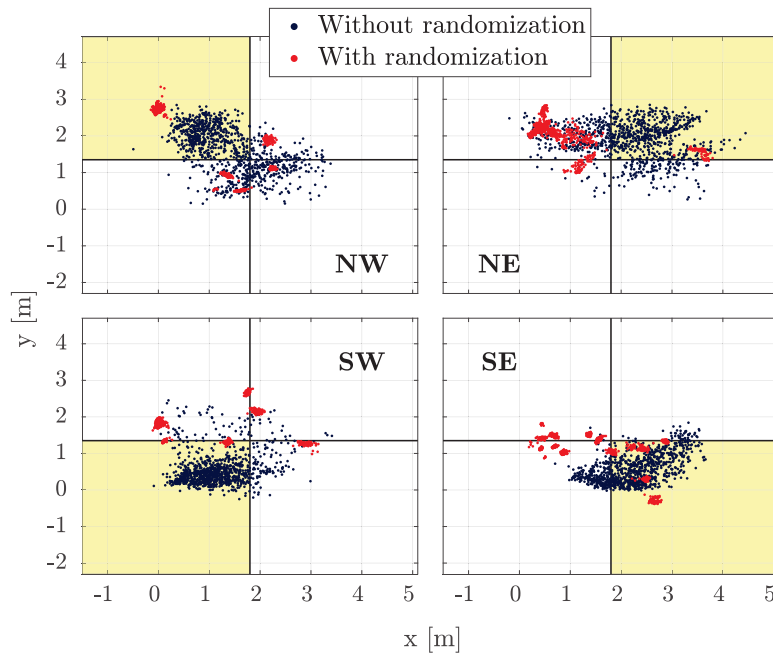 Without randomization
With randomization
4
3
2
1
0
-1
-2
NW
NE
y [m]
4
3
2
1
0
-1
-2
SW
SE
-1 0 1 2 3 4 5 -1 0 1 2 3 4 5
x [m]